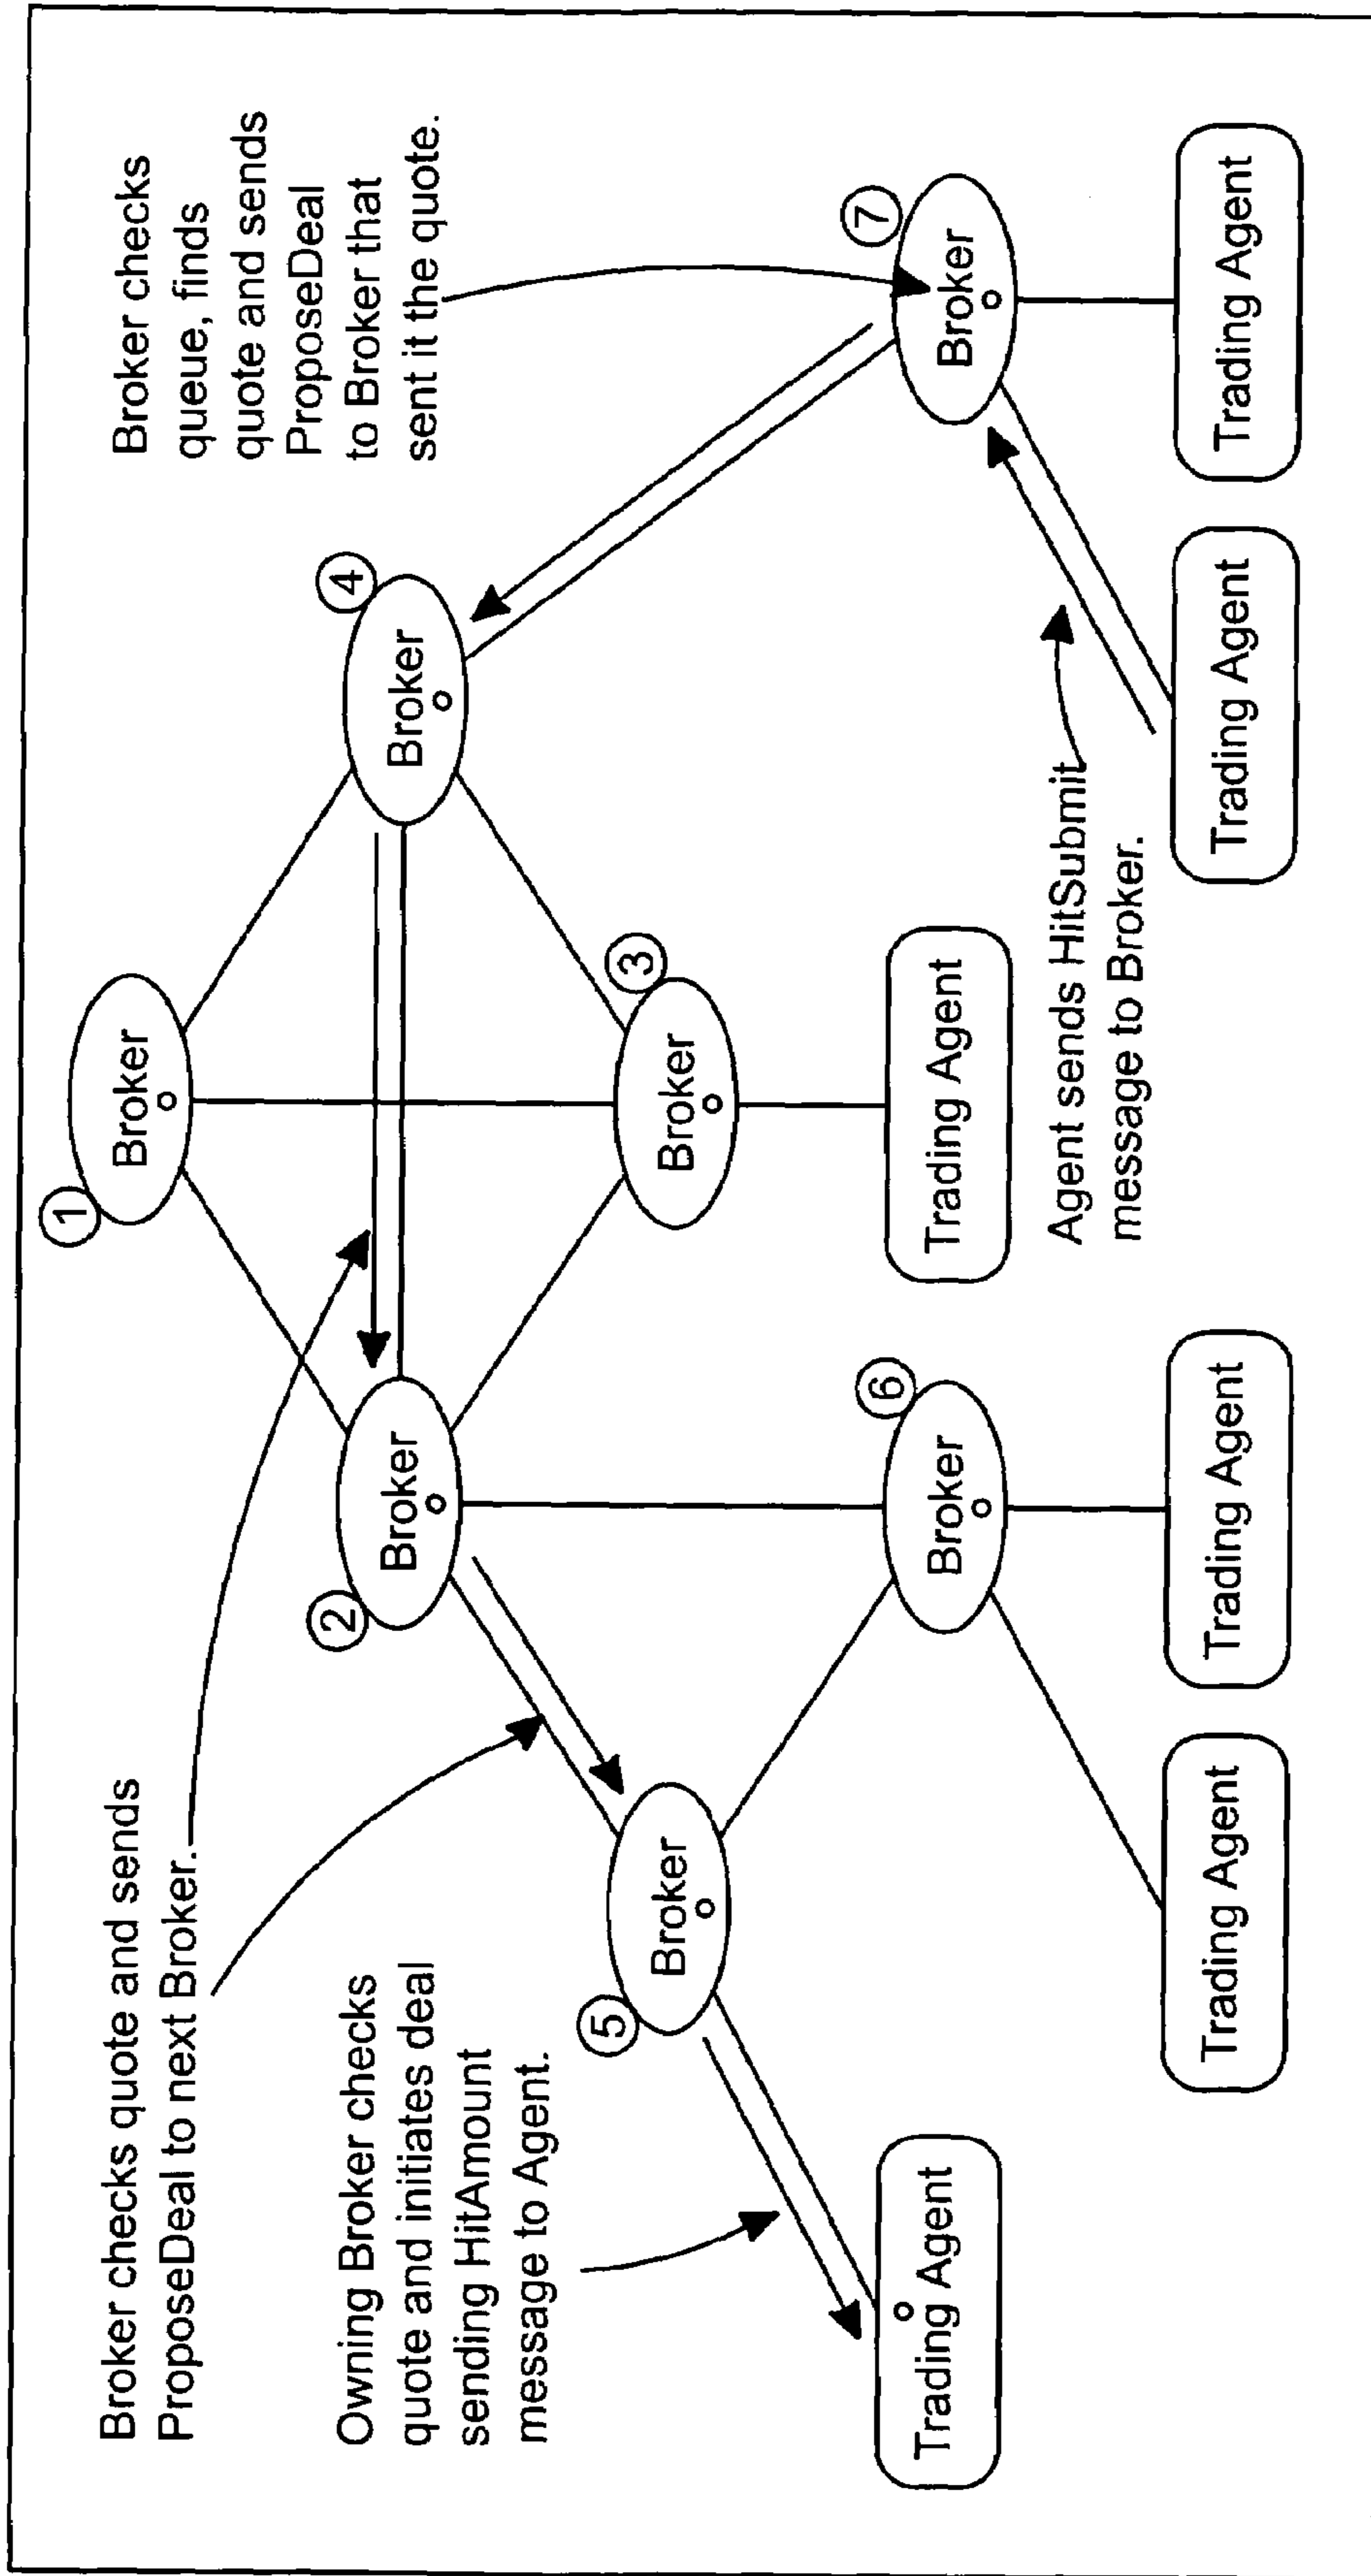 Broker checks quote and sends
ProposeDeal to next Broker.
Owning Broker checks
quote and initiates deal
sending HitAmount
message to Agent.
Broker checks
queue, finds
quote and sends
ProposeDeal
to Broker that
sent it the quote.
1
Broker
2
Broker
4
Broker
5
Broker
3
Broker
6
Broker
7
Broker
Trading Agent
Trading Agent
Agent sends HitSubmit
message to Broker.
Trading Agent
Trading Agent
Trading Agent
Trading Agent